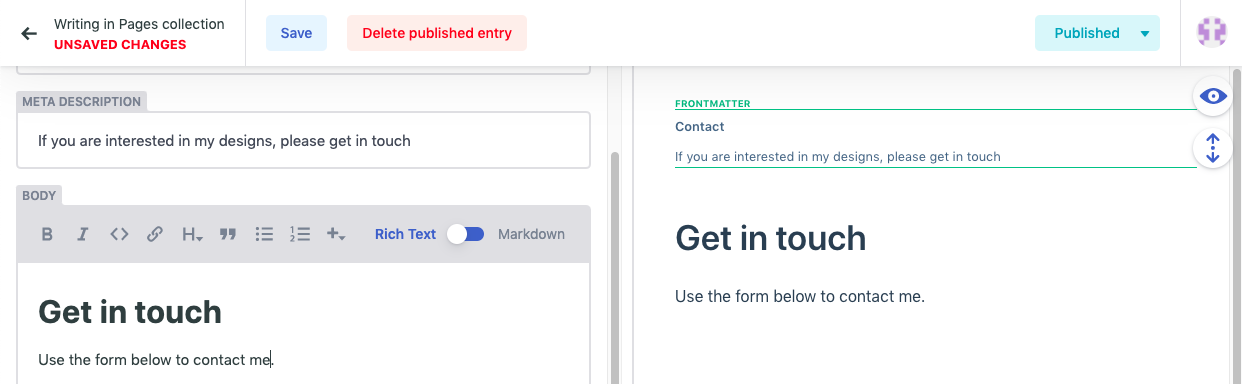 Writing in Pages collection
UNSAVED CHANGES
Save
Delete published entry
Published
META DESCRIPTION
If you are interested in my designs, please get in touch
BODY
B I <> H 
Rich Text
Markdown
Get in touch
Use the form below to contact me.
FRONTMATTER
Contact
If you are interested in my designs, please get in touch
Get in touch
Use the form below to contact me.